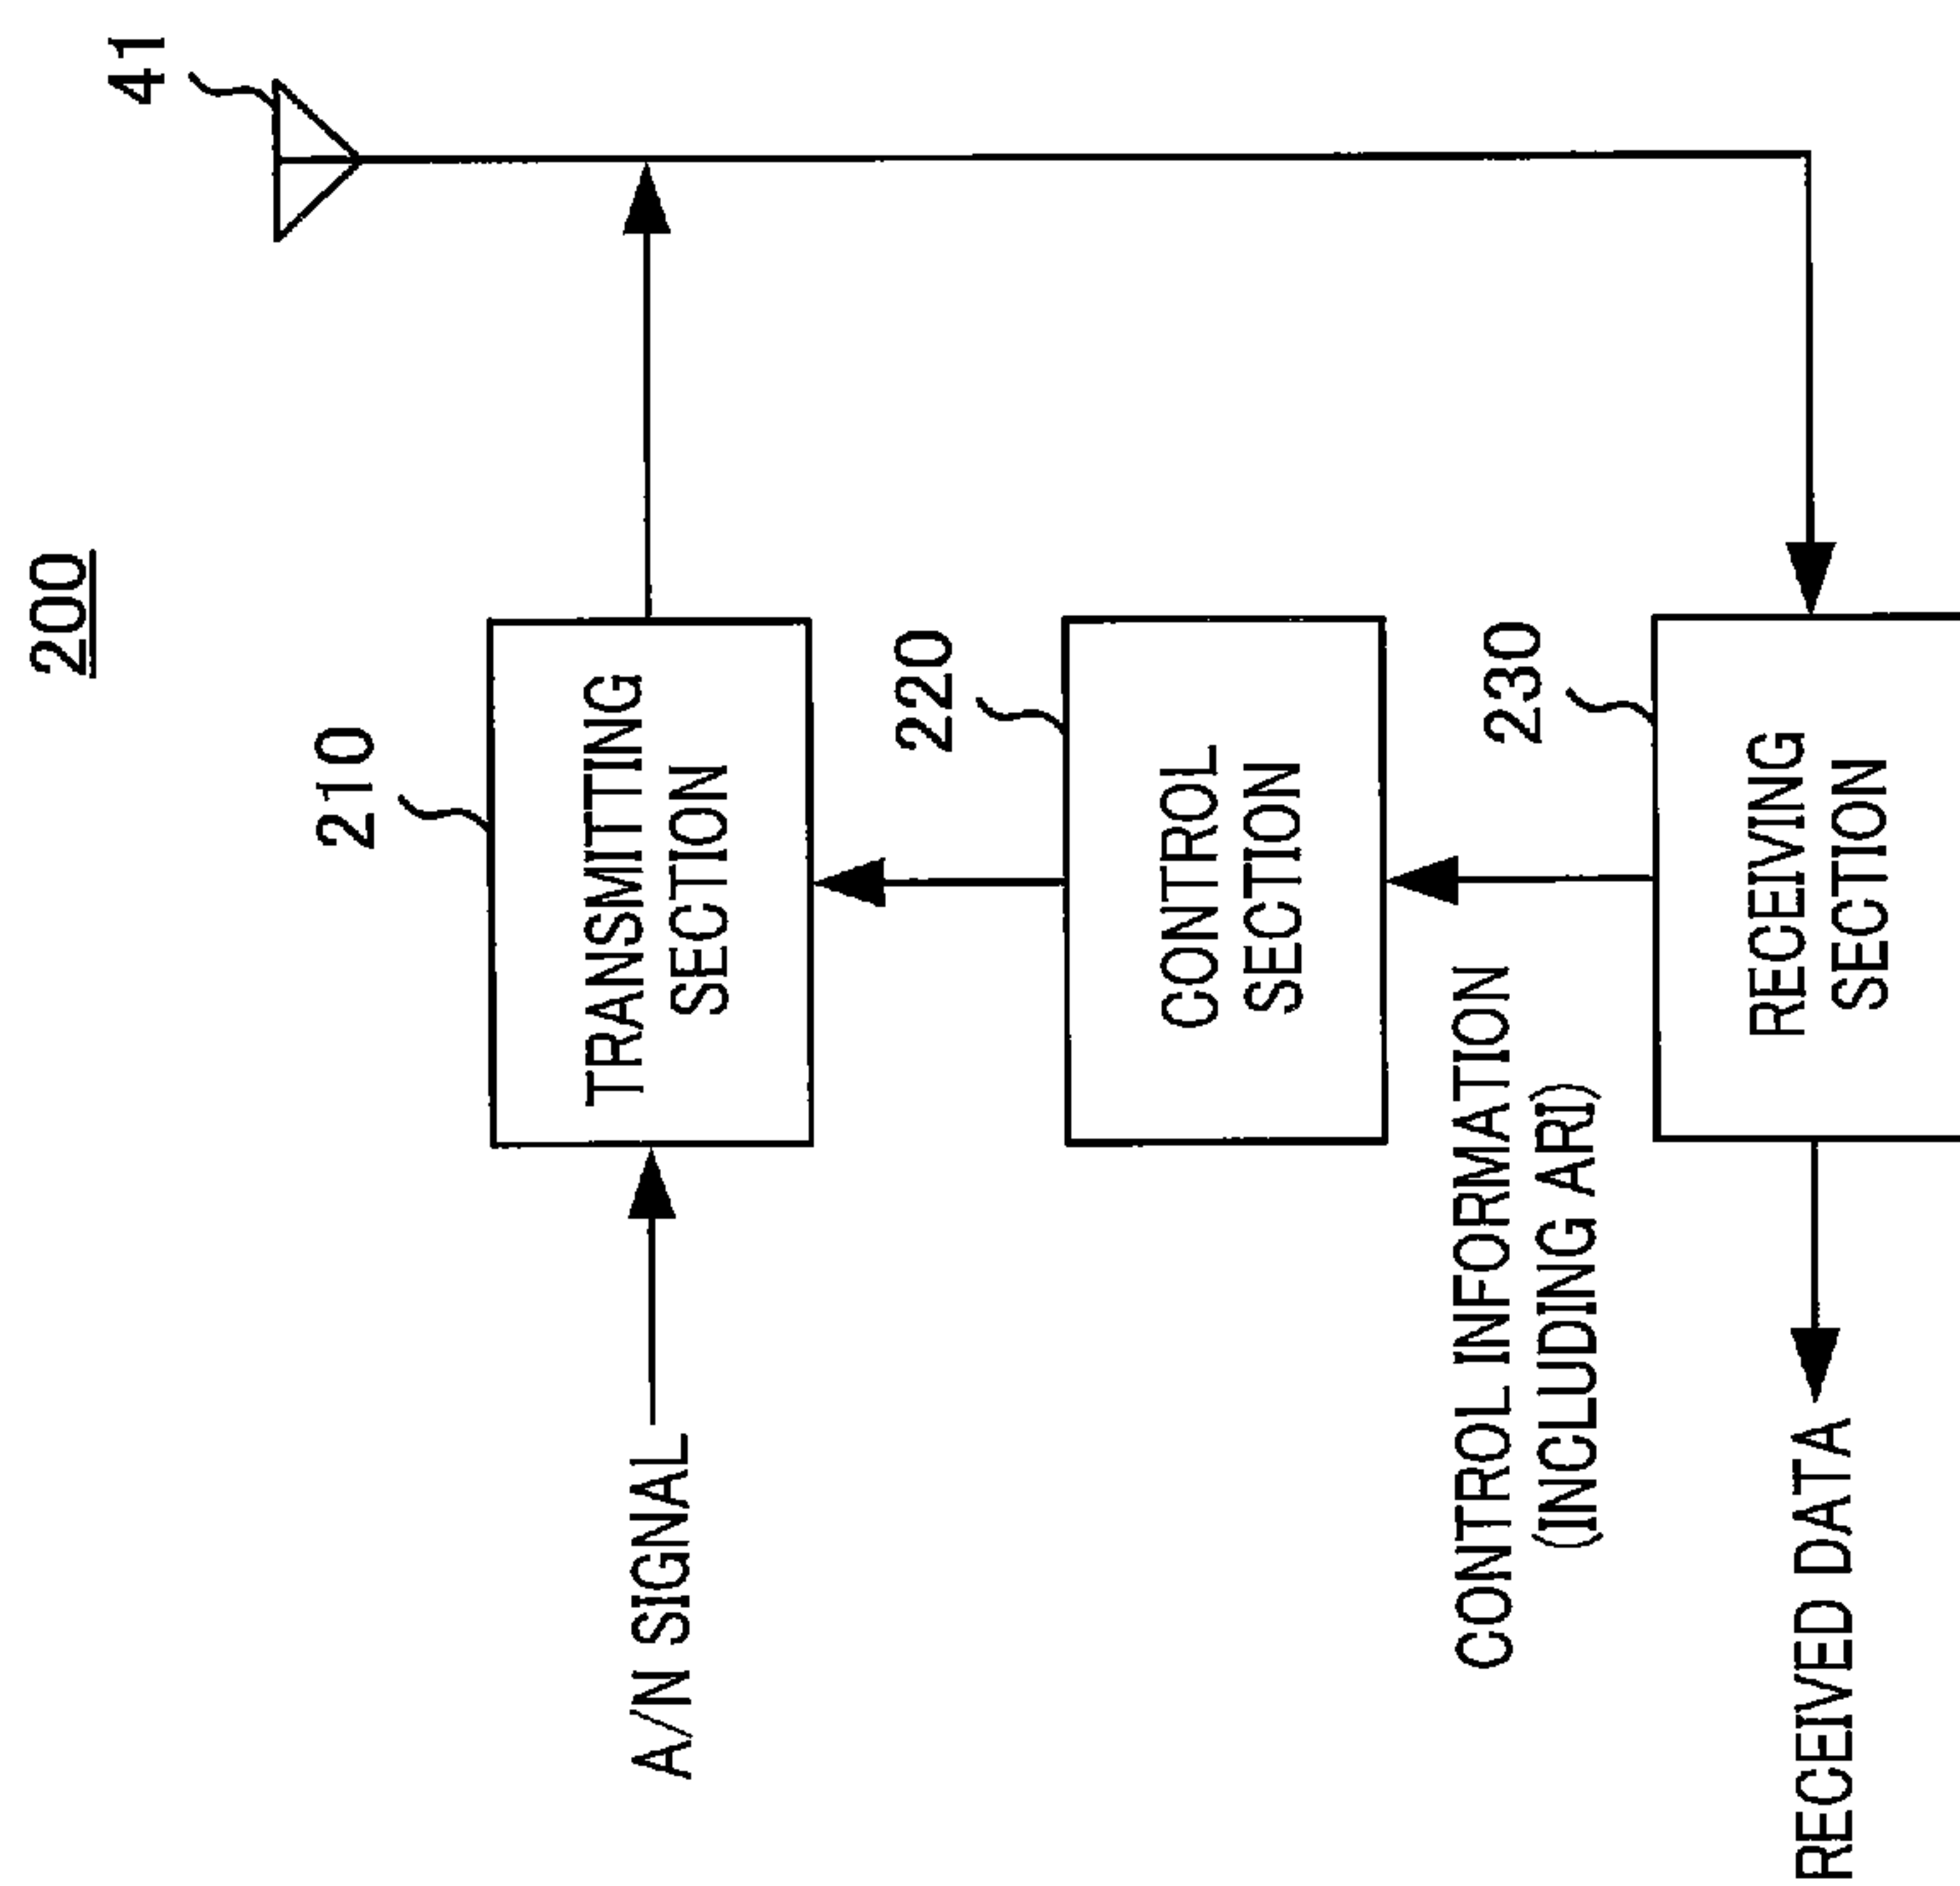 200
41
210
TRANSMITTING
SECTION
A/N SIGNAL
220
CONTROL
SECTION
CONTROL INFORMATION
(INCLUDING ARI)
230
RECEIVING
SECTION
RECEIVED DATA